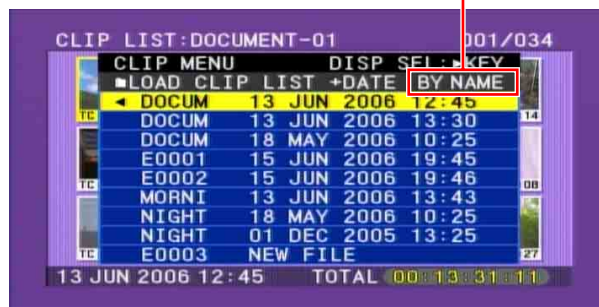 CLIP LIST:DOCUMENT-01 001/034
CLIP MENU DISP SEL:►KEY
LOAD CLIP LIST +DATE BY NAME
◄ DOCUM 13 JUN 2006 12:45
DOCUM 13 JUN 2006 13:30
DOCUM 18 MAY 2006 10:25
E0001 15 JUN 2006 19:45
E0002 15 JUN 2006 19:46
MORNI 13 JUN 2006 13:43
NIGHT 18 MAY 2006 10:25
NIGHT 01 DEC 2005 13:25
E0003 NEW FILE
TC 14
TC 08
TC 27
13 JUN 2006 12:45 TOTAL 00:13:31:11